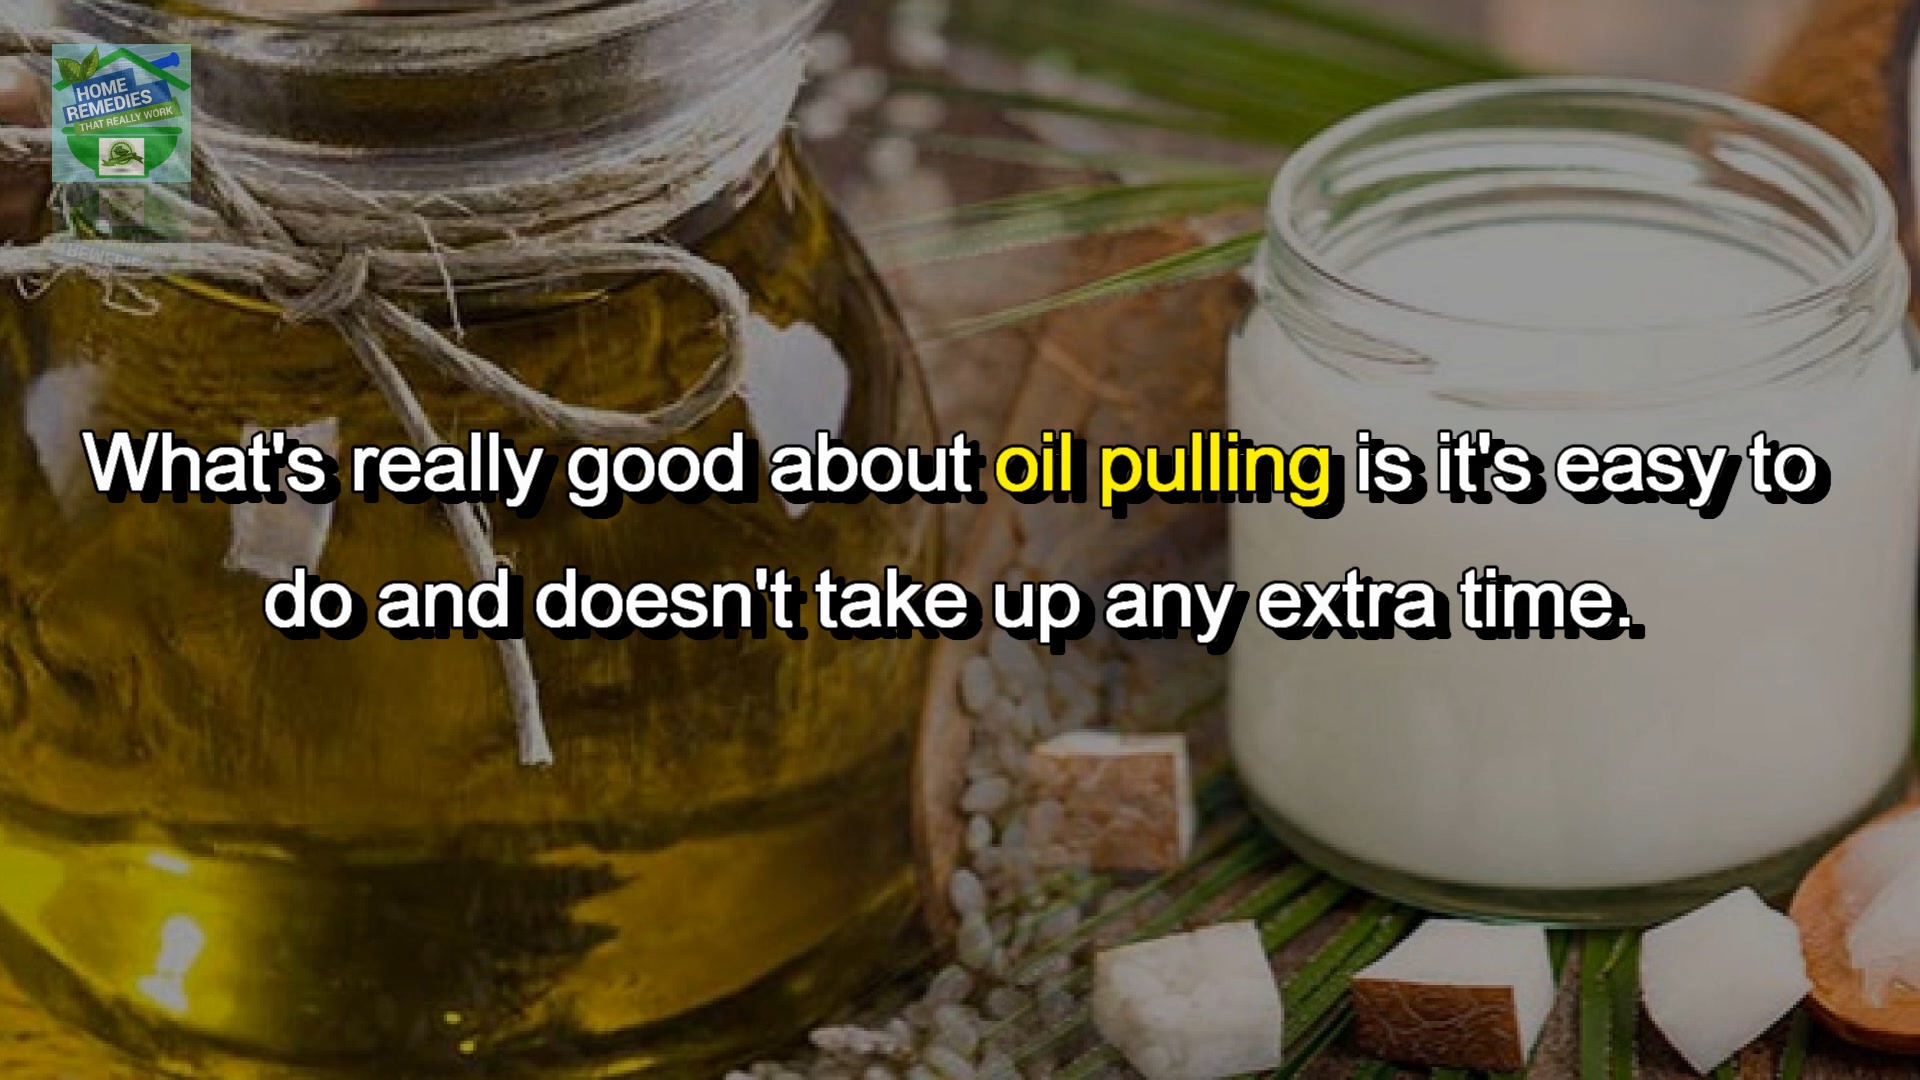 HOME
REMEDIES
THAT REALLY WORK
What's really good about oil pulling is it's easy to
do and doesn't take up any extra time.